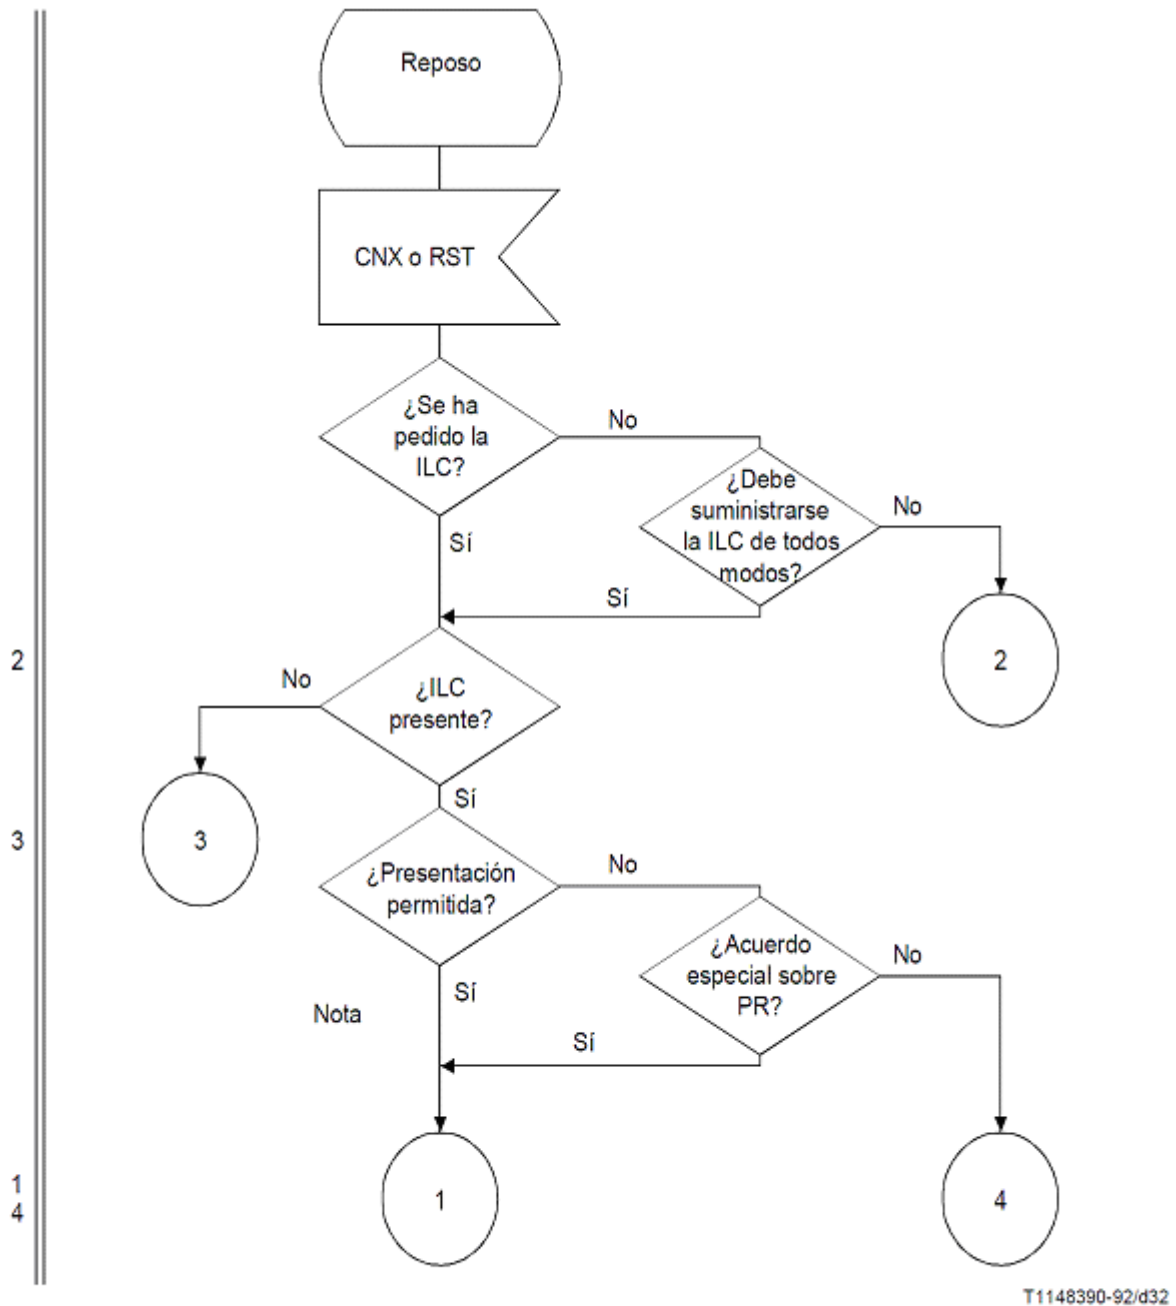 Reposo
CNX o RST
¿Se ha
pedido la
ILC?
No
¿Debe
suministrarse
la ILC de todos
modos?
No
Sí
Sí
2
2
No
¿ILC
presente?
Sí
3
3
¿Presentación
permitida?
No
¿Acuerdo
especial sobre
PR?
No
Sí
Nota
Sí
1
4
1
4
T1148390-92/d32